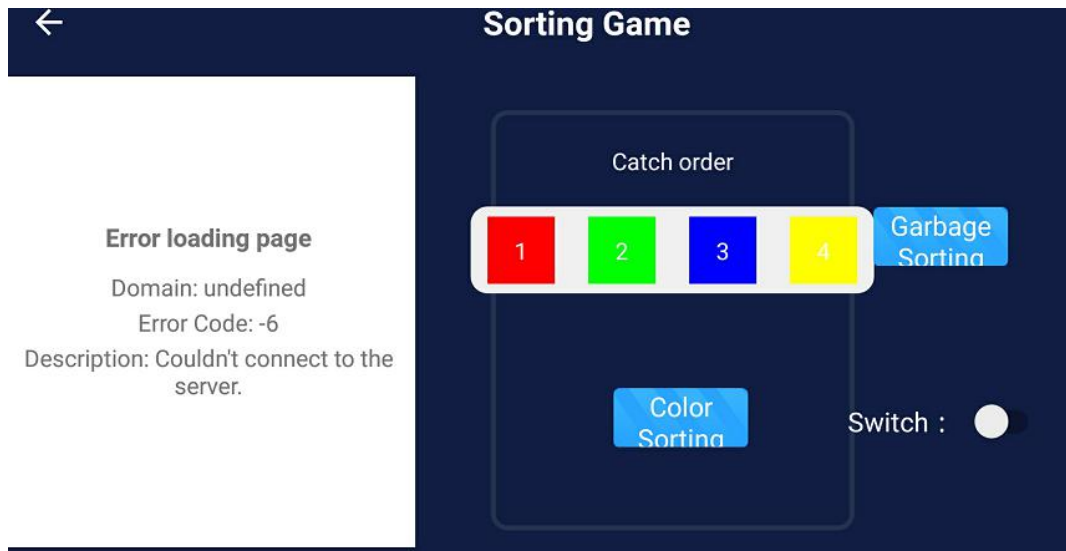 Sorting Game
Error loading page
Domain: undefined
Error Code: -6
Description: Couldn't connect to the
server.
Catch order
1 2 3 4
Garbage
Sorting
Color
Sorting
Switch :